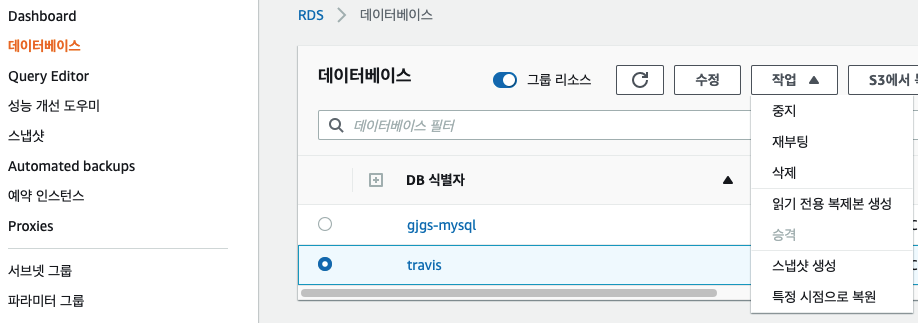 Dashboard
데이터베이스
Query Editor
성능 개선 도우미
스냅샷
Automated backups
예약 인스턴스
Proxies
서브넷 그룹
파라미터 그룹
RDS > 데이터베이스
데이터베이스 그룹 리소스 수정 작업 S3에서
데이터베이스 필터
DB 식별자
gjgs-mysql
travis
중지
재부팅
삭제
읽기 전용 복제본 생성
승격
스냅샷 생성
특정 시점으로 복원